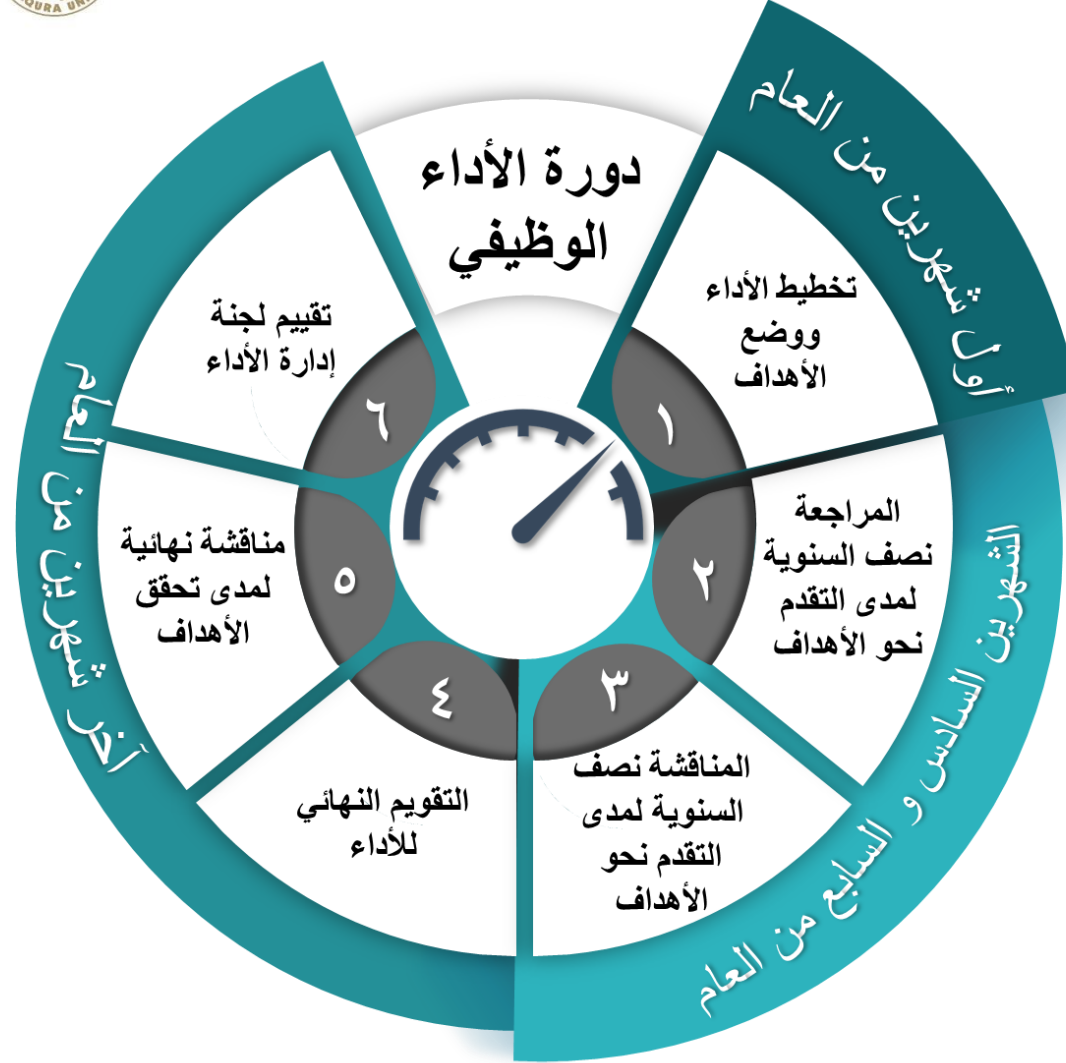 QURA UNI
دورة الأداء
الوظيفي
أول شهرين من العام
١
تخطيط الأداء
ووضع
الأهداف
الشهرين السادس و السابع من العام
٢
المراجعة
نصف السنوية
لمدى التقدم
نحو الأهداف
٣
المناقشة نصف
السنوية لمدى
التقدم نحو
الأهداف
آخر شهرين من العام
٤
التقويم النهائي
للأداء
٥
مناقشة نهائية
لمدى تحقق
الأهداف
٦
تقييم لجنة
إدارة الأداء